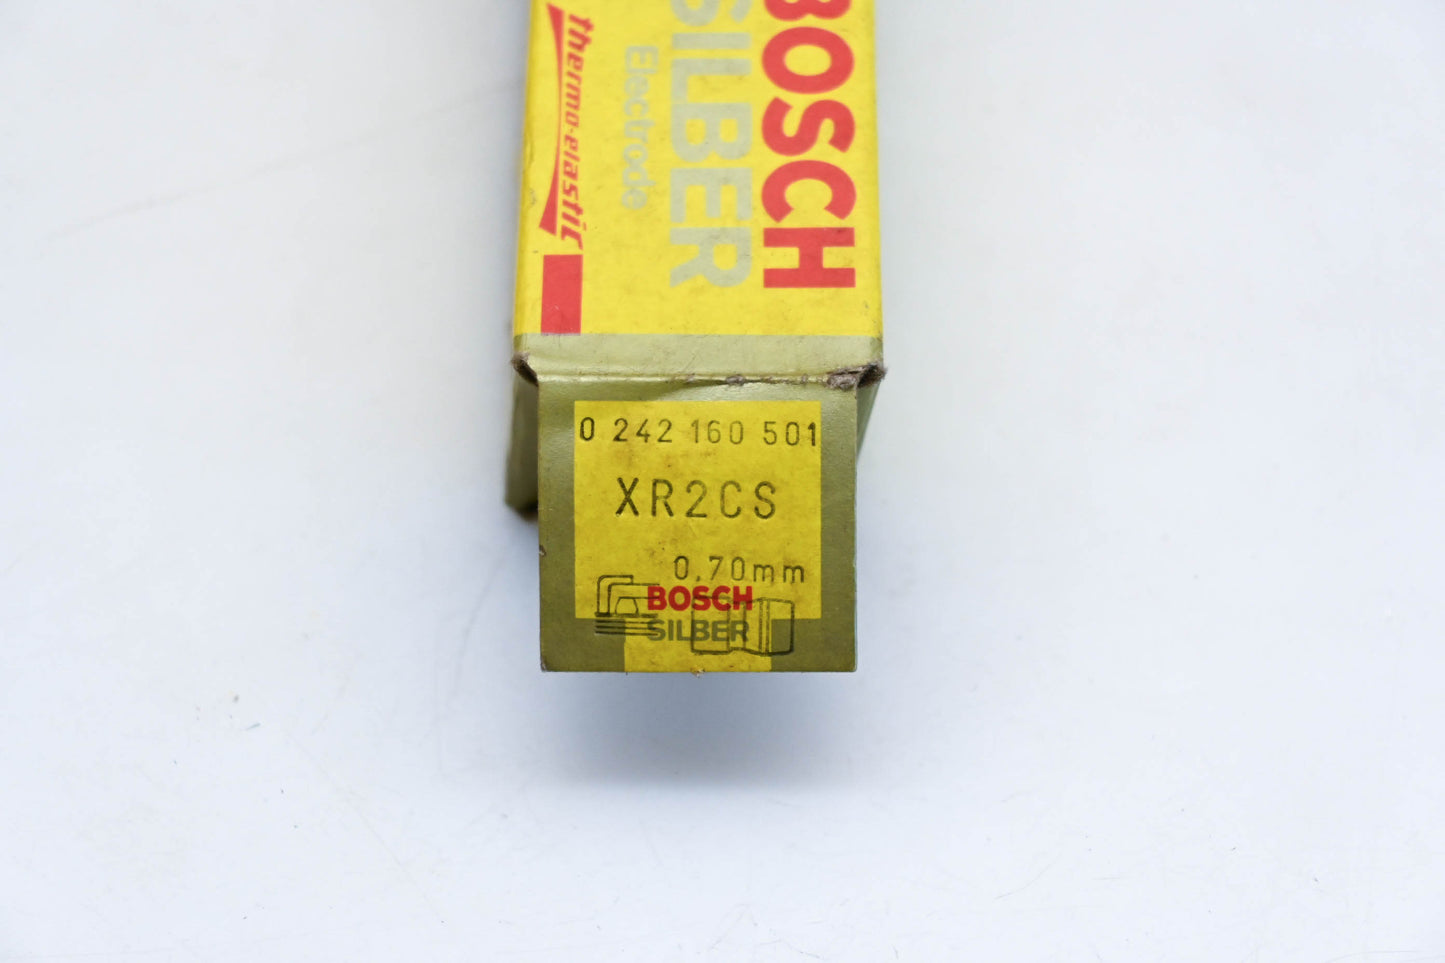 BOSCH
SILBER
Electrode
thermo-elastic
0 242 160 501
XR2CS
0,70mm
BOSCH
SILBER